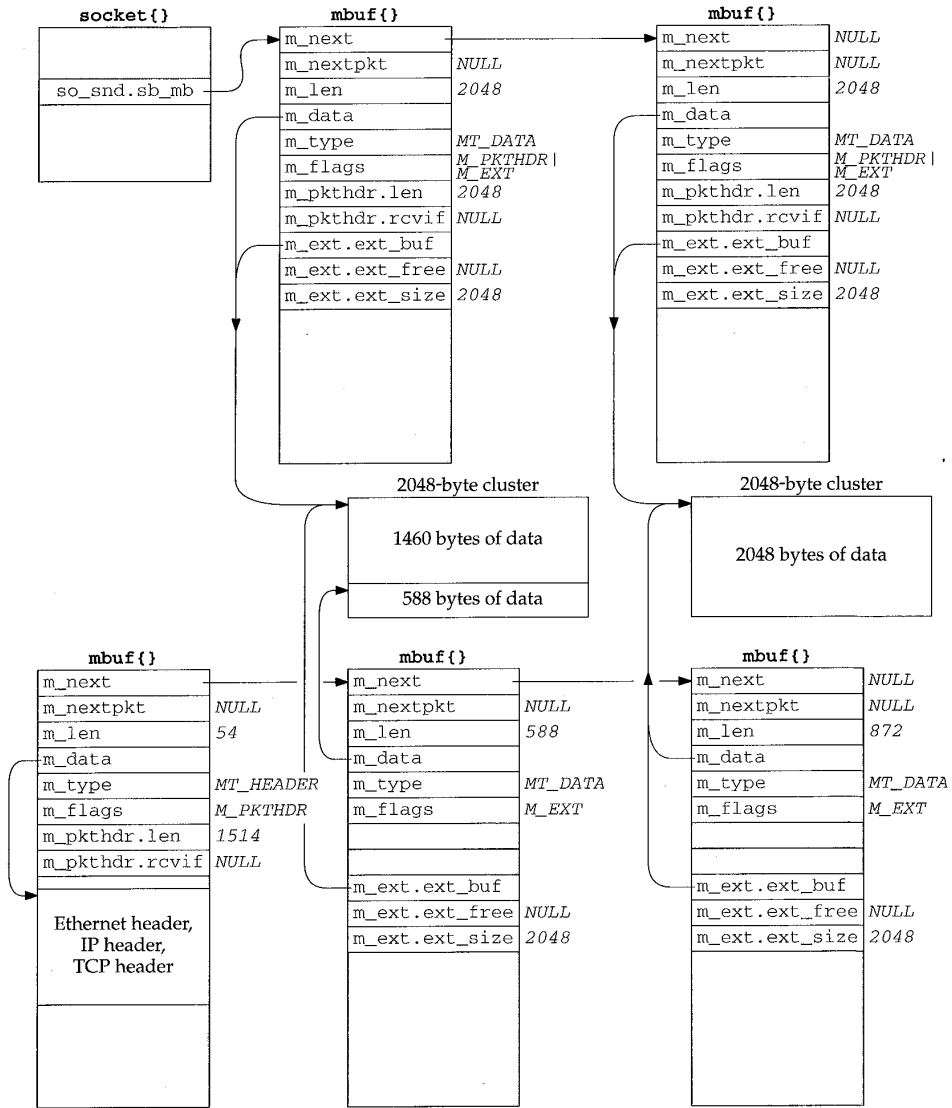 socket{}
so_snd.sb_mb
mbuf{}
m_next
m_nextpkt NULL
m_len 2048
m_data
m_type MT_DATA
m_flags M_PKTHDR|
M_EXT
m_pkthdr.len 2048
m_pkthdr.rcvif NULL
m_ext.ext_buf
m_ext.ext_free NULL
m_ext.ext_size 2048
mbuf{}
m_next NULL
m_nextpkt NULL
m_len 2048
m_data
m_type MT_DATA
m_flags M_PKTHDR|
M_EXT
m_pkthdr.len 2048
m_pkthdr.rcvif NULL
m_ext.ext_buf
m_ext.ext_free NULL
m_ext.ext_size 2048
2048-byte cluster
1460 bytes of data
588 bytes of data
2048-byte cluster
2048 bytes of data
mbuf{}
m_next
m_nextpkt NULL
m_len 54
m_data
m_type MT_HEADER
m_flags M_PKTHDR
m_pkthdr.len 1514
m_pkthdr.rcvif NULL
Ethernet header,
IP header,
TCP header
mbuf{}
m_next
m_nextpkt NULL
m_len 588
m_data
m_type MT_DATA
m_flags M_EXT
m_ext.ext_buf
m_ext.ext_free NULL
m_ext.ext_size 2048
mbuf{}
m_next NULL
m_nextpkt NULL
m_len 872
m_data
m_type MT_DATA
m_flags M_EXT
m_ext.ext_buf
m_ext.ext_free NULL
m_ext.ext_size 2048